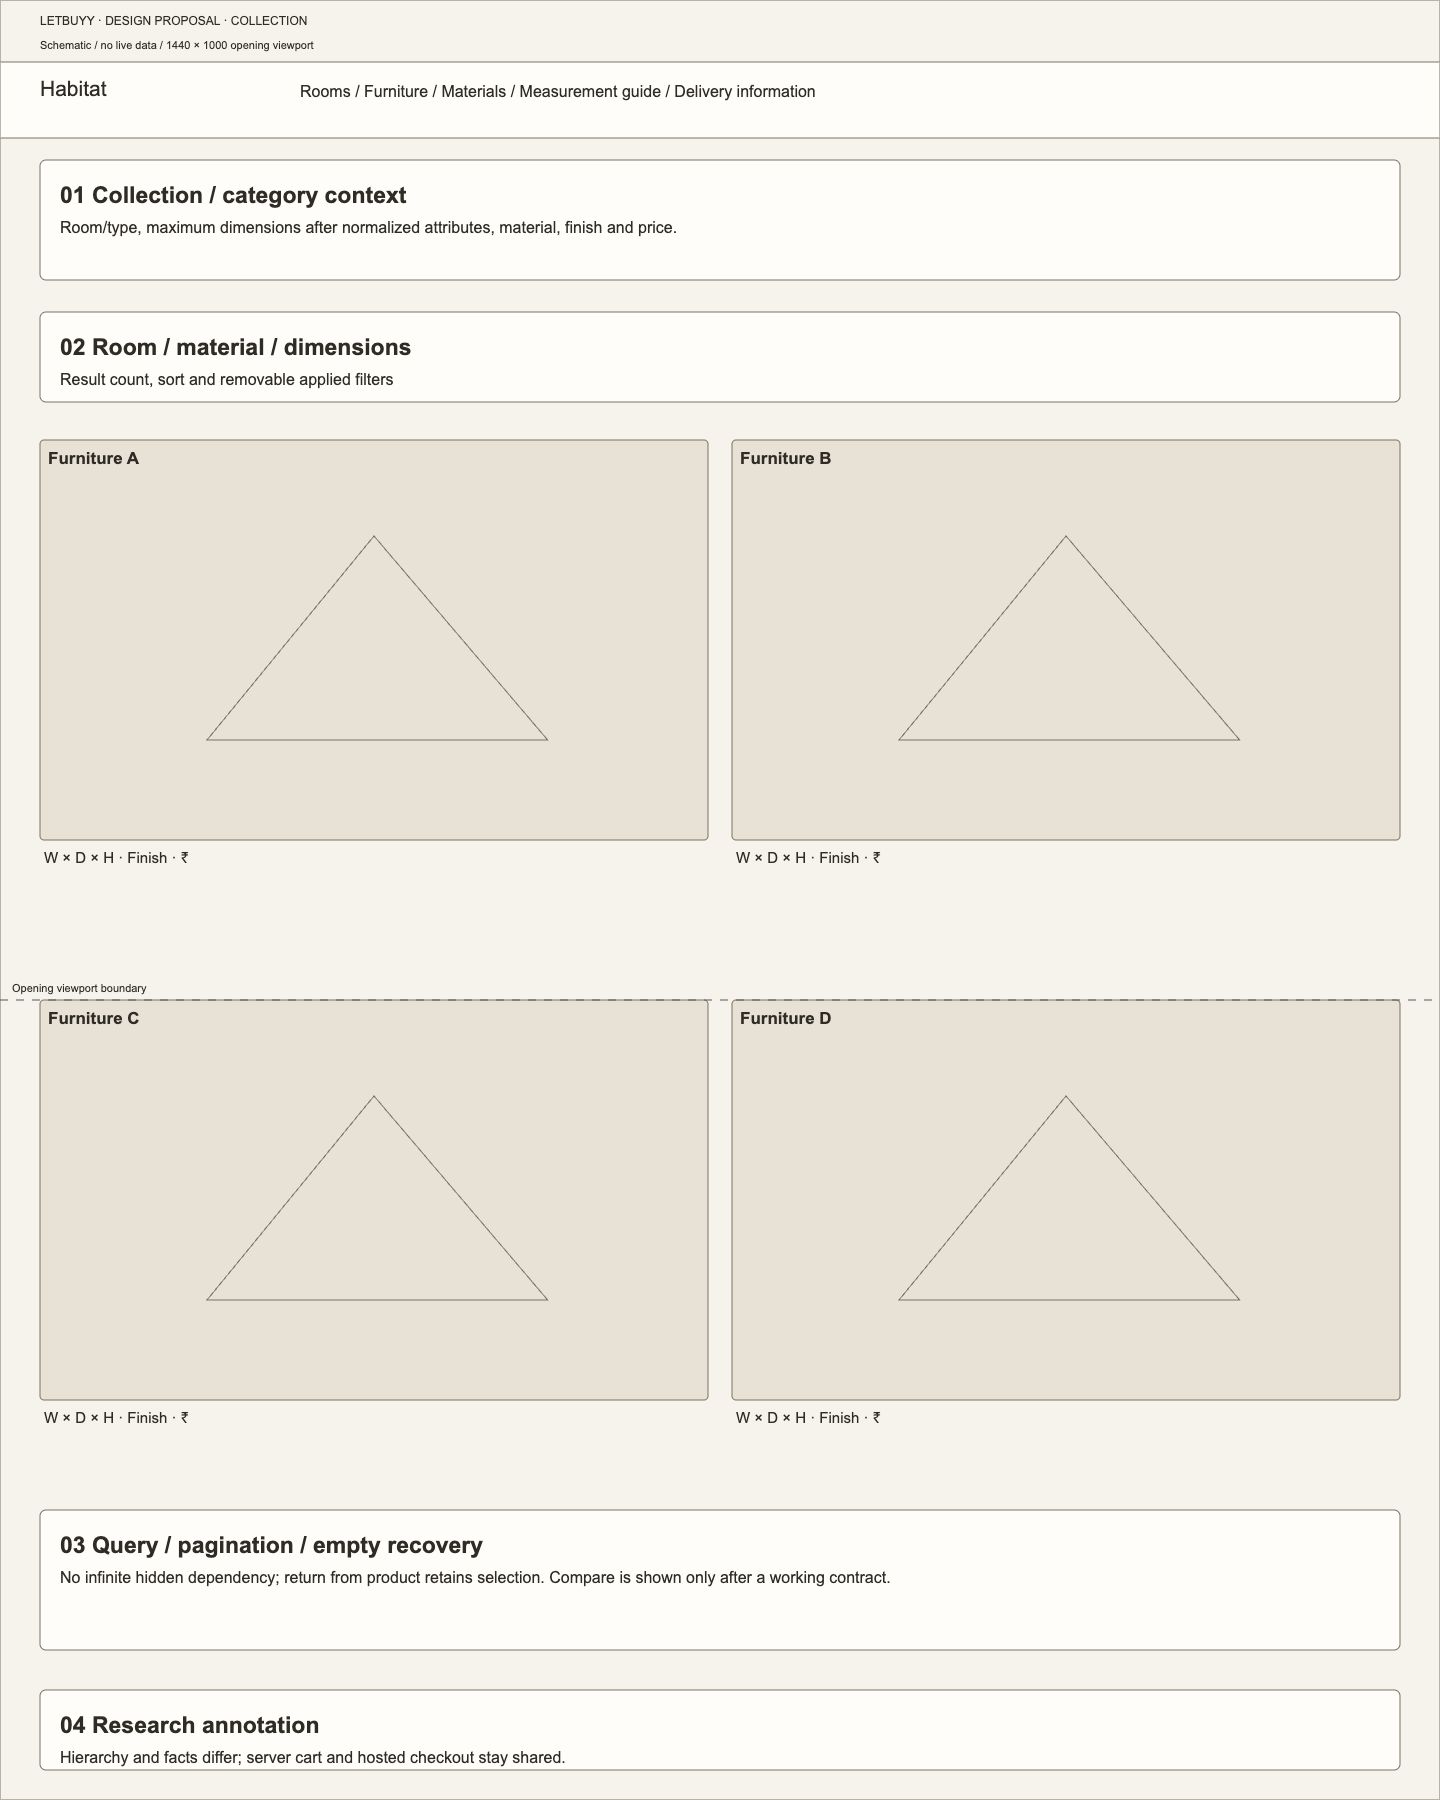 LETBUYY · DESIGN PROPOSAL · COLLECTION
Schematic / no live data / 1440 × 1000 opening viewport
Habitat
Rooms / Furniture / Materials / Measurement guide / Delivery information
01 Collection / category context
Room/type, maximum dimensions after normalized attributes, material, finish and price.
02 Room / material / dimensions
Result count, sort and removable applied filters
Furniture A
Furniture B
W × D × H · Finish · ₹
W × D × H · Finish · ₹
Opening viewport boundary
Furniture C
Furniture D
W × D × H · Finish · ₹
W × D × H · Finish · ₹
03 Query / pagination / empty recovery
No infinite hidden dependency; return from product retains selection. Compare is shown only after a working contract.
04 Research annotation
Hierarchy and facts differ; server cart and hosted checkout stay shared.